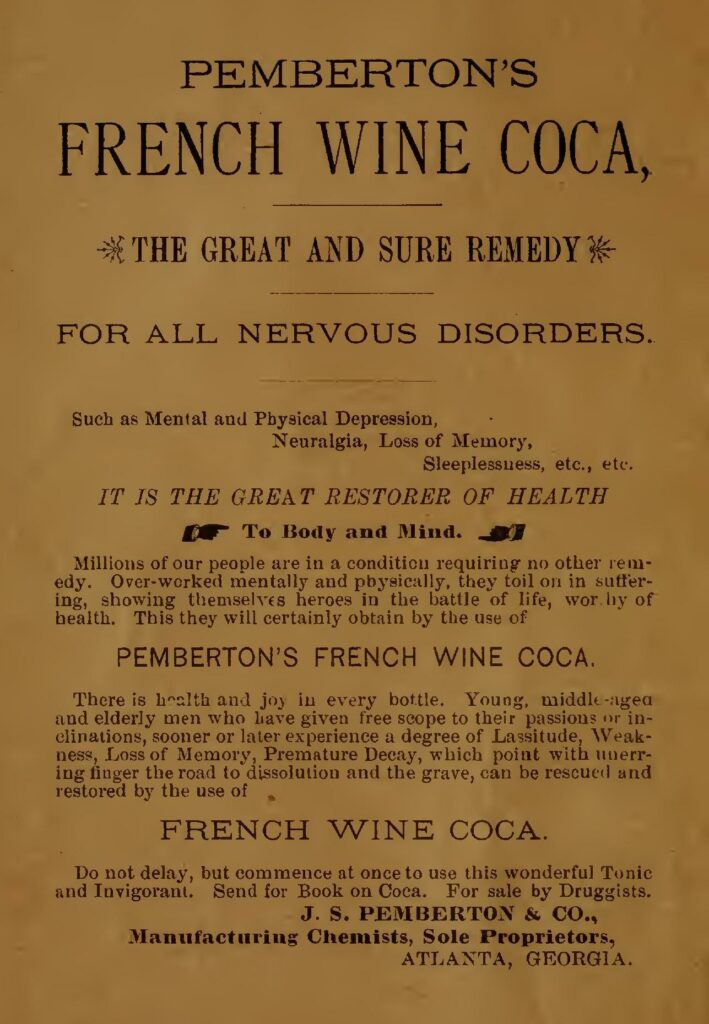 PEMBERTON'S
FRENCH WINE COCA,
THE GREAT AND SURE REMEDY
FOR ALL NERVOUS DISORDERS.
Such as Mental and Physical Depression,
Neuralgia, Loss of Memory,
Sleeplessness, etc., etc.
IT IS THE GREAT RESTORER OF HEALTH
To Body and Mind.
Millions of our people are in a condition requiring no other rem-
edy. Over-worked mentally and physically, they toil on in suffer-
ing, showing themselves heroes in the battle of life, worthy of
health. This they will certainly obtain by the use of
PEMBERTON'S FRENCH WINE COCA.
There is health and joy in every bottle. Young, middle-aged
and elderly men who have given free scope to their passions or in-
clinations, sooner or later experience a degree of Lassitude, Weak-
ness, Loss of Memory, Premature Decay, which point with unerr-
ing finger the road to dissolution and the grave, can be rescued and
restored by the use of
FRENCH WINE COCA.
Do not delay, but commence at once to use this wonderful Tonic
and Invigorant. Send for Book on Coca. For sale by Druggists.
J. S. PEMBERTON & CO.,
Manufacturing Chemists, Sole Proprietors,
ATLANTA, GEORGIA.